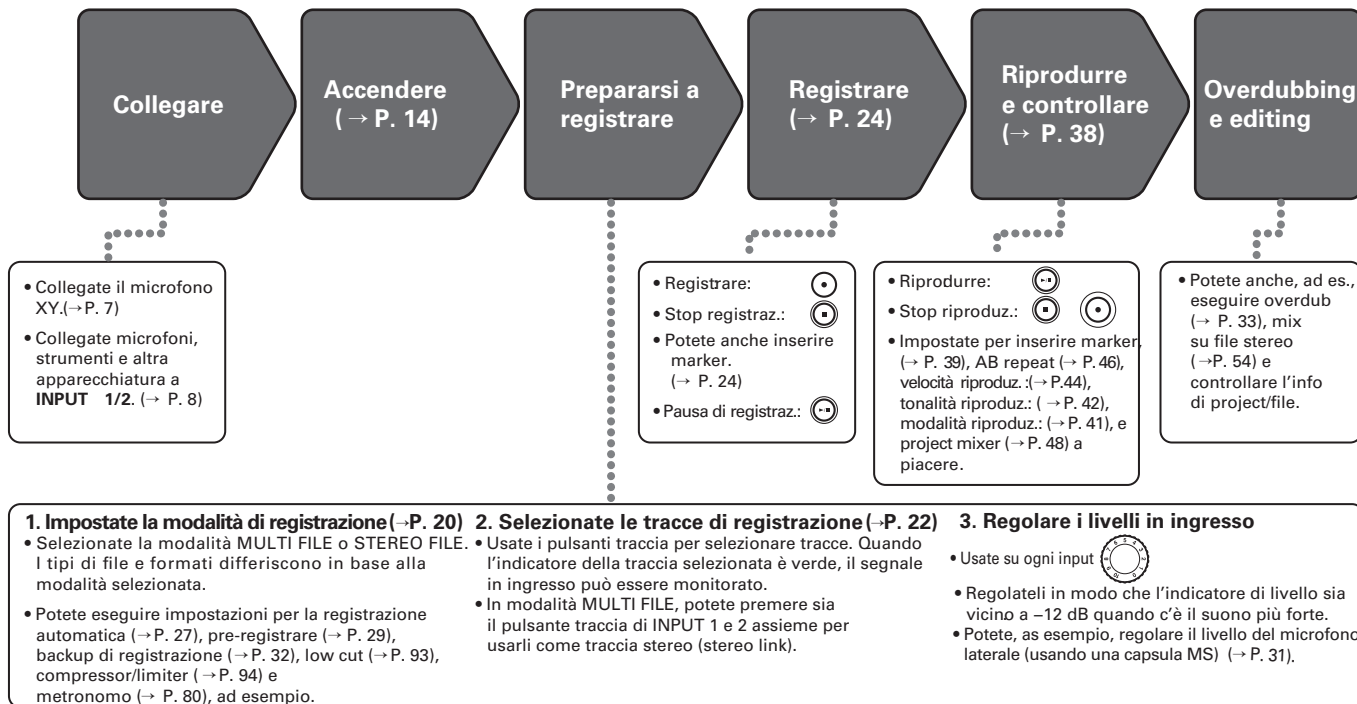 Collegare
Accendere
( → P. 14)
Prepararsi a
registrare
Registrare
(→ P. 24)
Riprodurre
e controllare
(→ P. 38)
Overdubbing
e editing
• Collegate il microfono
XY.(→P. 7)
• Collegate microfoni,
strumenti e altra
apparecchiatura a
INPUT 1/2. (→ P. 8)
• Registrare:
• Stop registraz.:
• Potete anche inserire
marker.
(→ P. 24)
• Pausa di registraz.:
• Riprodurre:
• Stop riproduz.:
• Impostate per inserire marker,
(→ P. 39), AB repeat (→ P. 46),
velocità riproduz. :(→P.44),
tonalità riproduz.: ( → P. 42),
modalità riproduz.: (→ P. 41), e
project mixer (→ P. 48) a
piacere.
• Potete anche, ad es.,
eseguire overdub
(→ P. 33), mix
su file stereo
(→P. 54) e
controllare l'info
di project/file.
1. Impostate la modalità di registrazione (→P. 20)
• Selezionate la modalità MULTI FILE o STEREO FILE.
I tipi di file e formati differiscono in base alla
modalità selezionata.
• Potete eseguire impostazioni per la registrazione
automatica (→P. 27), pre-registrare (→ P. 29),
backup di registrazione (→ P. 32), low cut (→ P. 93),
compressor/limiter ( → P. 94) e
metronomo (→ P. 80), ad esempio.
2. Selezionate le tracce di registrazione (→P. 22)
• Usate i pulsanti traccia per selezionare tracce. Quando
l'indicatore della traccia selezionata è verde, il segnale
in ingresso può essere monitorato.
• In modalità MULTI FILE, potete premere sia
il pulsante traccia di INPUT 1 e 2 assieme per
usarli come traccia stereo (stereo link).
3. Regolare i livelli in ingresso
• Usate su ogni input
• Regolateli in modo che l'indicatore di livello sia
vicino a –12 dB quando c'è il suono più forte.
• Potete, as esempio, regolare il livello del microfono
laterale (usando una capsula MS) (→ P. 31).